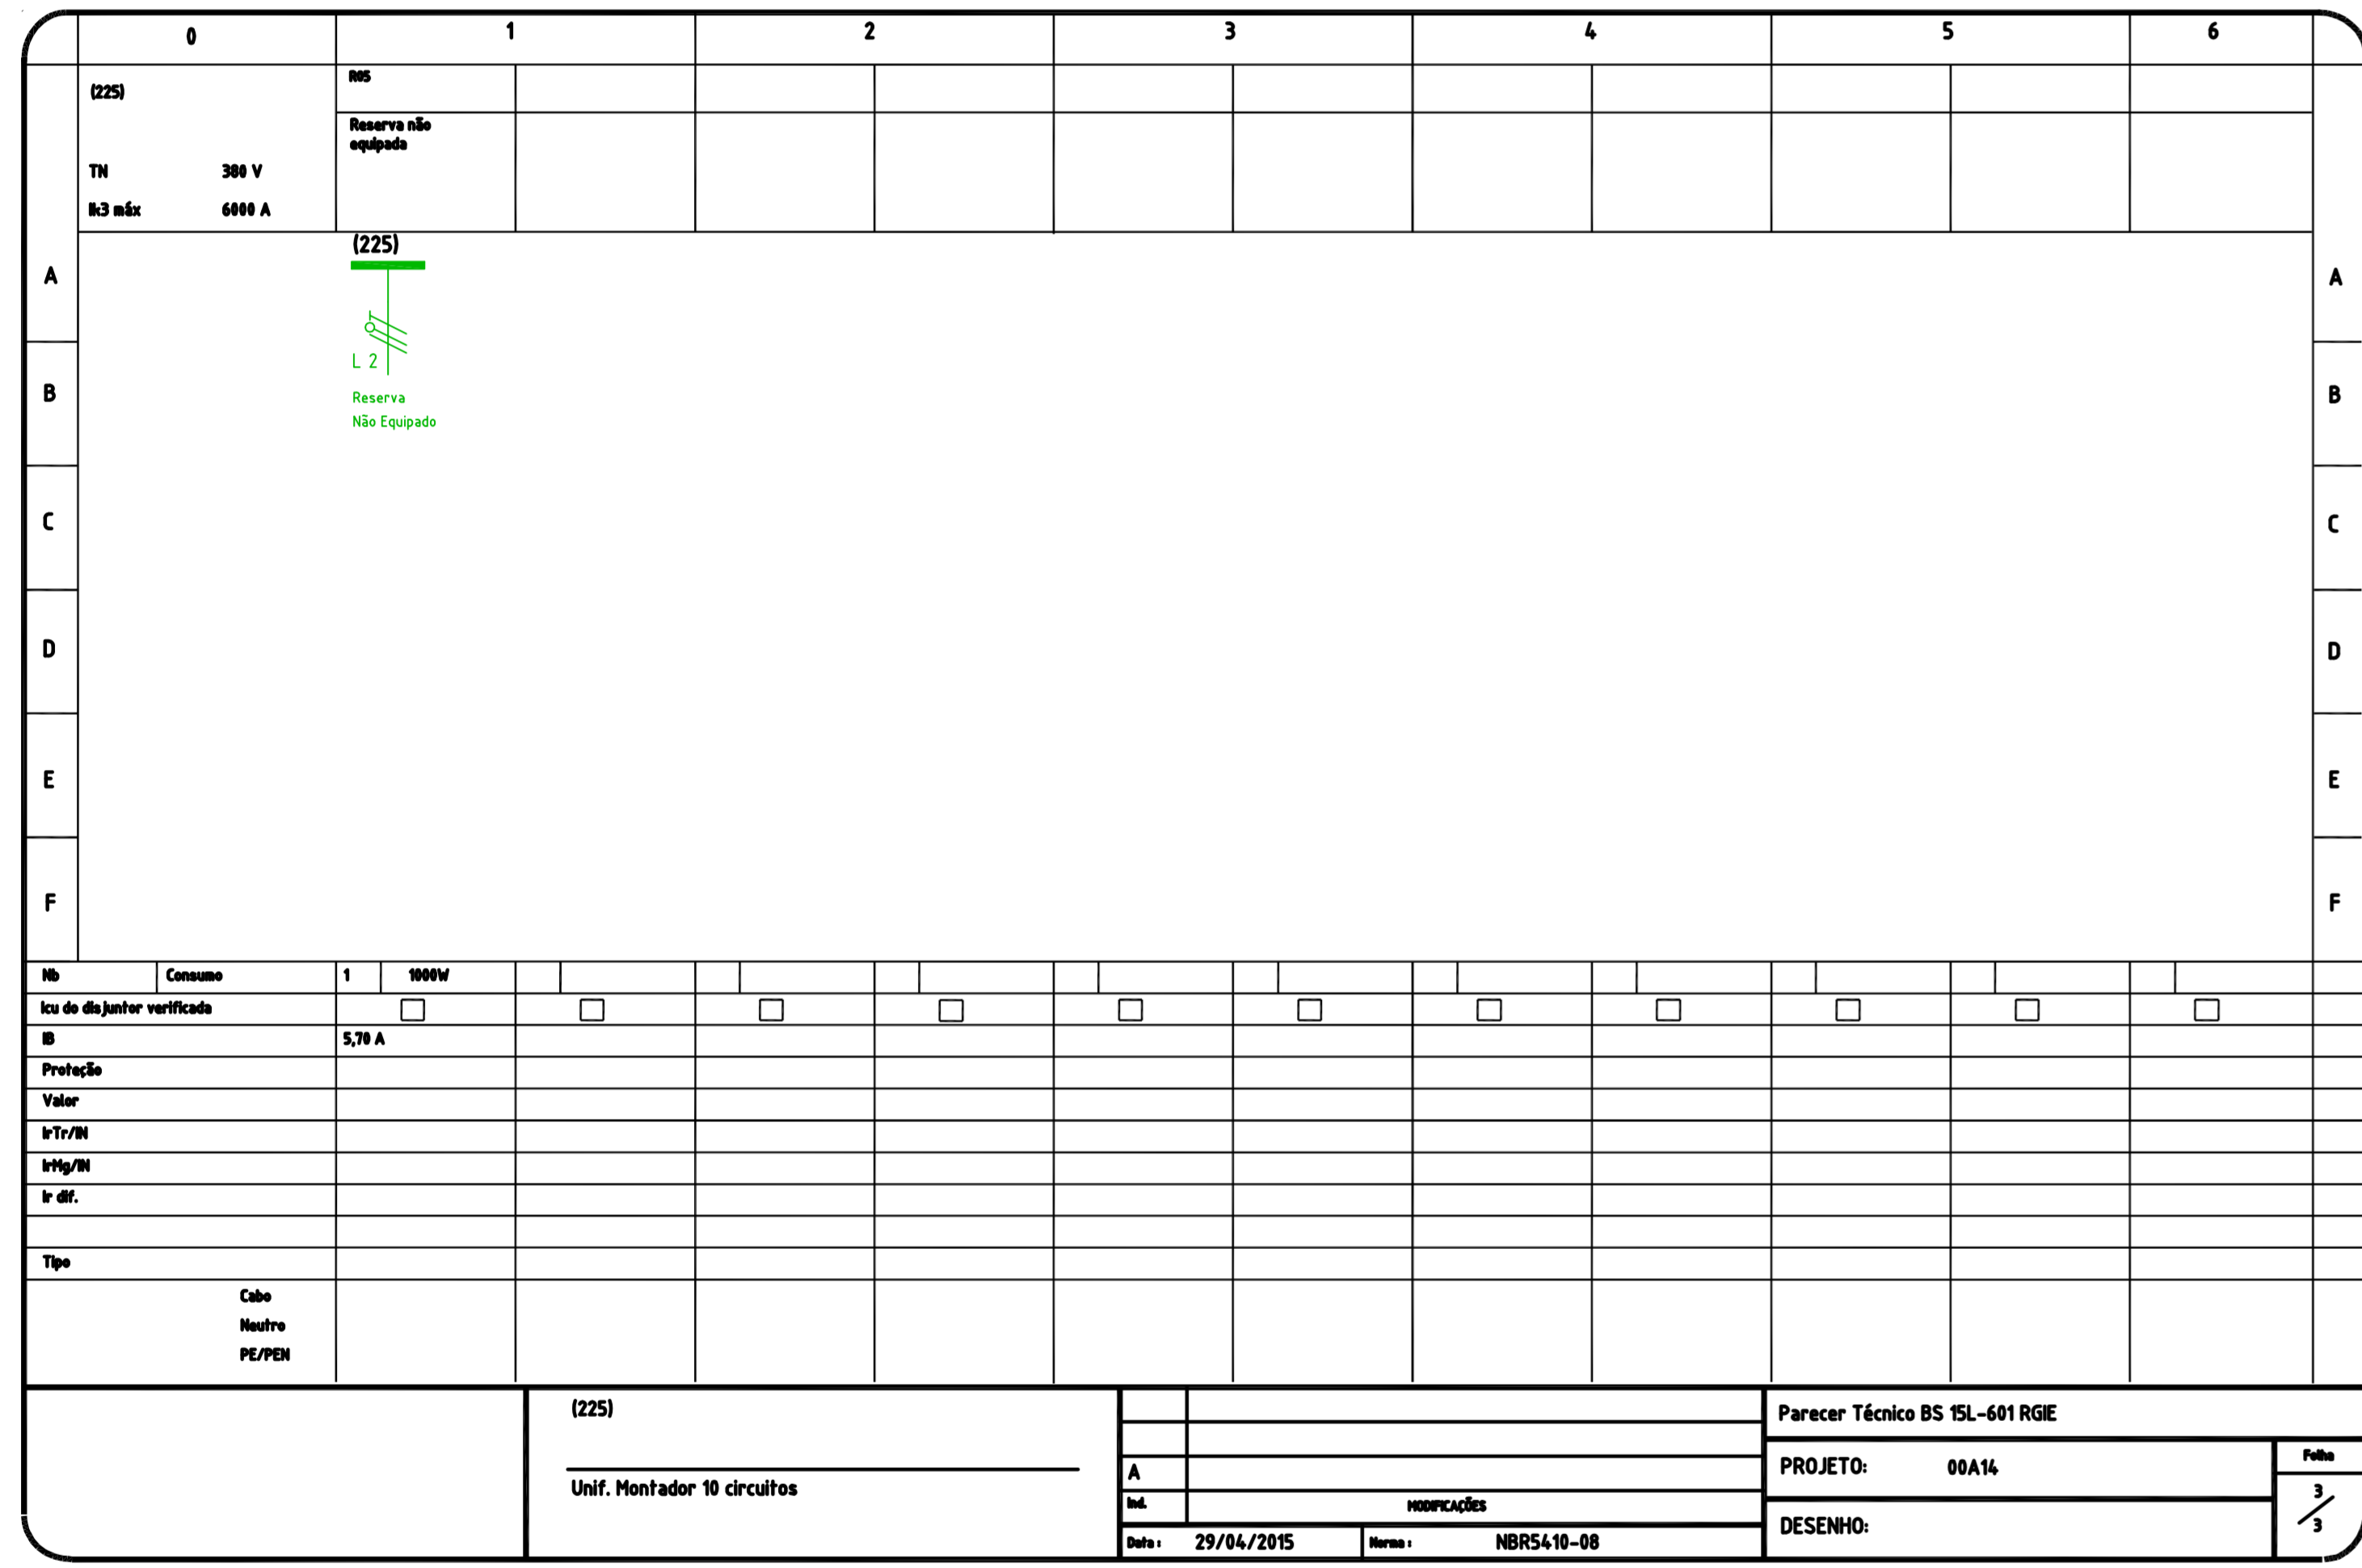 0 1 2 3 4 5 6
(225)
TN 380 V
Ik3 máx 6000 A
R05
Reserva não
equipada
(225)
L 2
Reserva
Não Equipado
A A
B B
C C
D D
E E
F F
Nb Consumo 1 1000W
Icu do disjuntor verificada
IB 5,70 A
Proteção
Valor
IrTr/IN
IrMg/IN
Ir dif.
Tipo
Cabo
Neutro
PE/PEN
(225)
Unif. Montador 10 circuitos
A
Ind. MODIFICAÇÕES
Data : 29/04/2015 Norma : NBR5410-08
Parecer Técnico BS 15L-601 RGIE
PROJETO: 00A14
DESENHO:
Folha
3
3